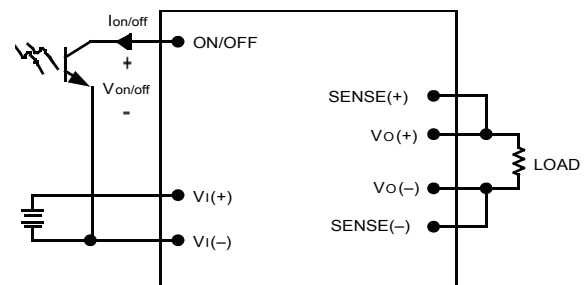 Ion/off
ON/OFF
+
Von/off
-
SENSE(+)
VO(+)
LOAD
VO(–)
SENSE(–)
VI(+)
VI(–)